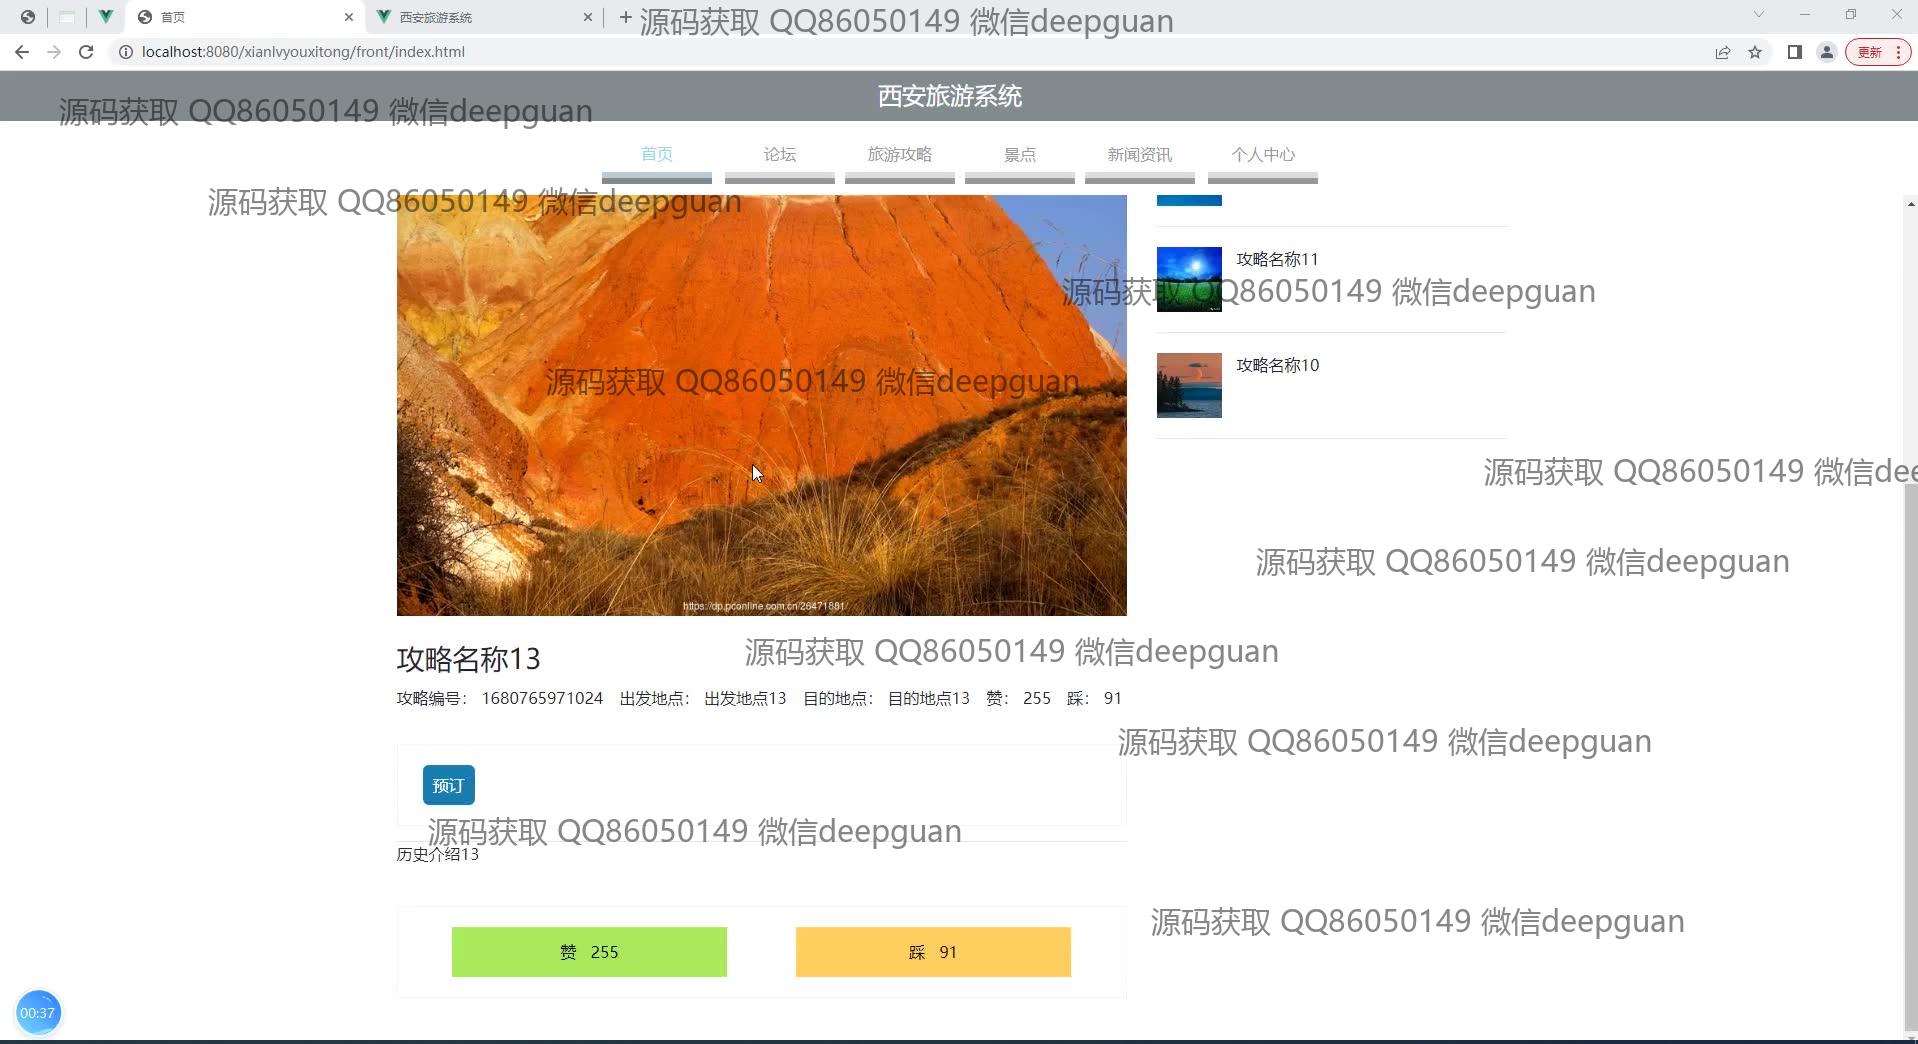 首页
西安旅游系统
源码获取 QQ86050149 微信deepguan
localhost:8080/xianlvyouxitong/front/index.html
更新
西安旅游系统
源码获取 QQ86050149 微信deepguan
首页 论坛 旅游攻略 景点 新闻资讯 个人中心
源码获取 QQ86050149 微信deepguan
攻略名称11
源码获取 QQ86050149 微信deepguan
攻略名称10
源码获取 QQ86050149 微信deepguan
源码获取 QQ86050149 微信dee
源码获取 QQ86050149 微信deepguan
https://dp.pconline.com.cn/26471881/
攻略名称13
源码获取 QQ86050149 微信deepguan
攻略编号： 1680765971024 出发地点： 出发地点13 目的地点： 目的地点13 赞： 255 踩： 91
源码获取 QQ86050149 微信deepguan
预订
源码获取 QQ86050149 微信deepguan
历史介绍13
源码获取 QQ86050149 微信deepguan
赞 255 踩 91
00:37